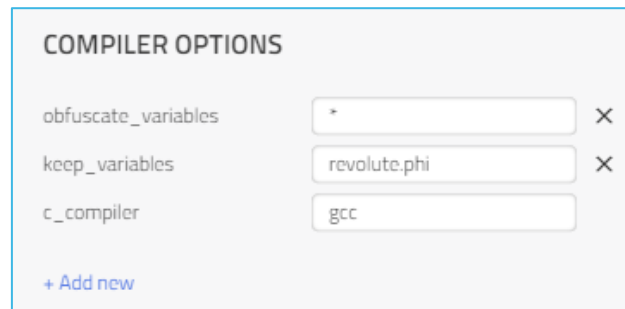 COMPILER OPTIONS
obfuscate_variables *
keep_variables revolute.phi
c_compiler gcc
+ Add new